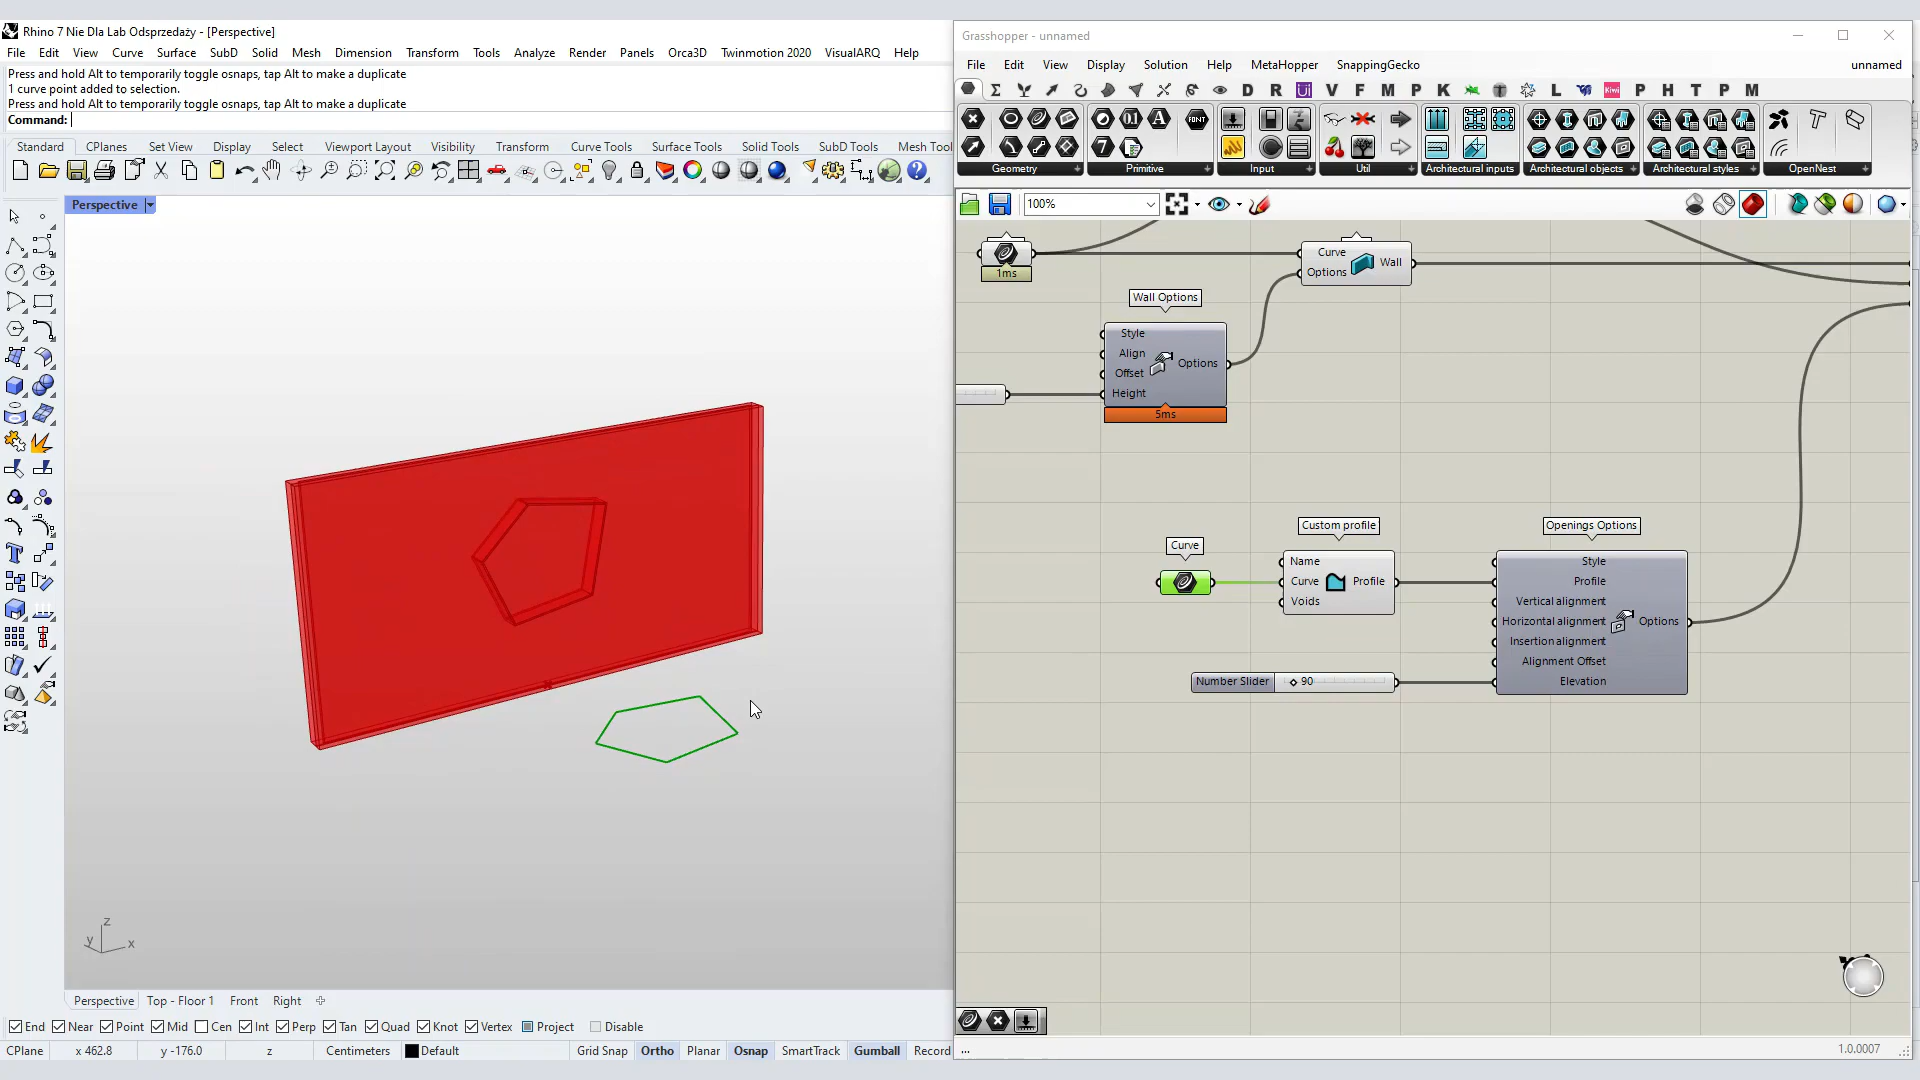 Rhino 7 Nie Dla Lab Odsprzedaży - [Perspective]
File Edit View Curve Surface SubD Solid Mesh Dimension Transform Tools Analyze Render Panels Orca3D Twinmotion 2020 VisualARQ Help
Press and hold Alt to temporarily toggle osnaps, tap Alt to make a duplicate
1 curve point added to selection.
Press and hold Alt to temporarily toggle osnaps, tap Alt to make a duplicate
Command:
Standard CPlanes Set View Display Select Viewport Layout Visibility Transform Curve Tools Surface Tools Solid Tools SubD Tools Mesh Tool
Perspective
z
y
x
Perspective Top - Floor 1 Front Right
End Near Point Mid Cen Int Perp Tan Quad Knot Vertex Project Disable
CPlane x 462.8 y -176.0 z Centimeters Default Grid Snap Ortho Planar Osnap SmartTrack Gumball Record
Grasshopper - unnamed
File Edit View Display Solution Help MetaHopper SnappingGecko unnamed
D R V F M P K L Kiwi P H T P M
0.1 A FONT
7
Geometry Primitive Input Util Architectural inputs Architectural objects Architectural styles OpenNest
100%
1ms
Curve
Options
Wall
Wall Options
Style
Align
Offset
Height
Options
5ms
Curve
Custom profile
Name
Curve
Voids
Profile
Openings Options
Style
Profile
Vertical alignment
Horizontal alignment
Insertion alignment
Alignment Offset
Elevation
Options
Number Slider 90
...
1.0.0007